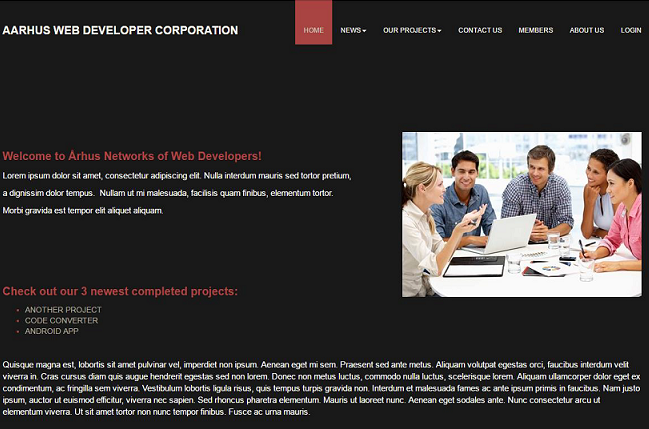 AARHUS WEB DEVELOPER CORPORATION
HOME NEWS OUR PROJECTS CONTACT US MEMBERS ABOUT US LOGIN
Welcome to Århus Networks of Web Developers!
Lorem ipsum dolor sit amet, consectetur adipiscing elit. Nulla interdum mauris sed tortor pretium,
a dignissim dolor tempus. Nullam ut mi malesuada, facilisis quam finibus, elementum tortor.
Morbi gravida est tempor elit aliquet aliquam.
Check out our 3 newest completed projects:
ANOTHER PROJECT
CODE CONVERTER
ANDROID APP
Quisque magna est, lobortis sit amet pulvinar vel, imperdiet non ipsum. Aenean eget mi sem. Praesent sed ante metus. Aliquam volutpat egestas orci, faucibus interdum velit
viverra in. Cras cursus diam quis augue hendrerit egestas sed non lorem. Donec non metus luctus, commodo nulla luctus, scelerisque lorem. Aliquam ullamcorper dolor eget ex
condimentum, ac fringilla sem viverra. Vestibulum lobortis ligula risus, quis tempus turpis gravida non. Interdum et malesuada fames ac ante ipsum primis in faucibus. Nam justo
ipsum, auctor ut euismod efficitur, viverra nec sapien. Sed rhoncus pharetra elementum. Mauris ut laoreet nunc. Aenean eget sodales ante. Nunc consectetur arcu ut
elementum viverra. Ut sit amet tortor non nunc tempor finibus. Fusce ac urna mauris.